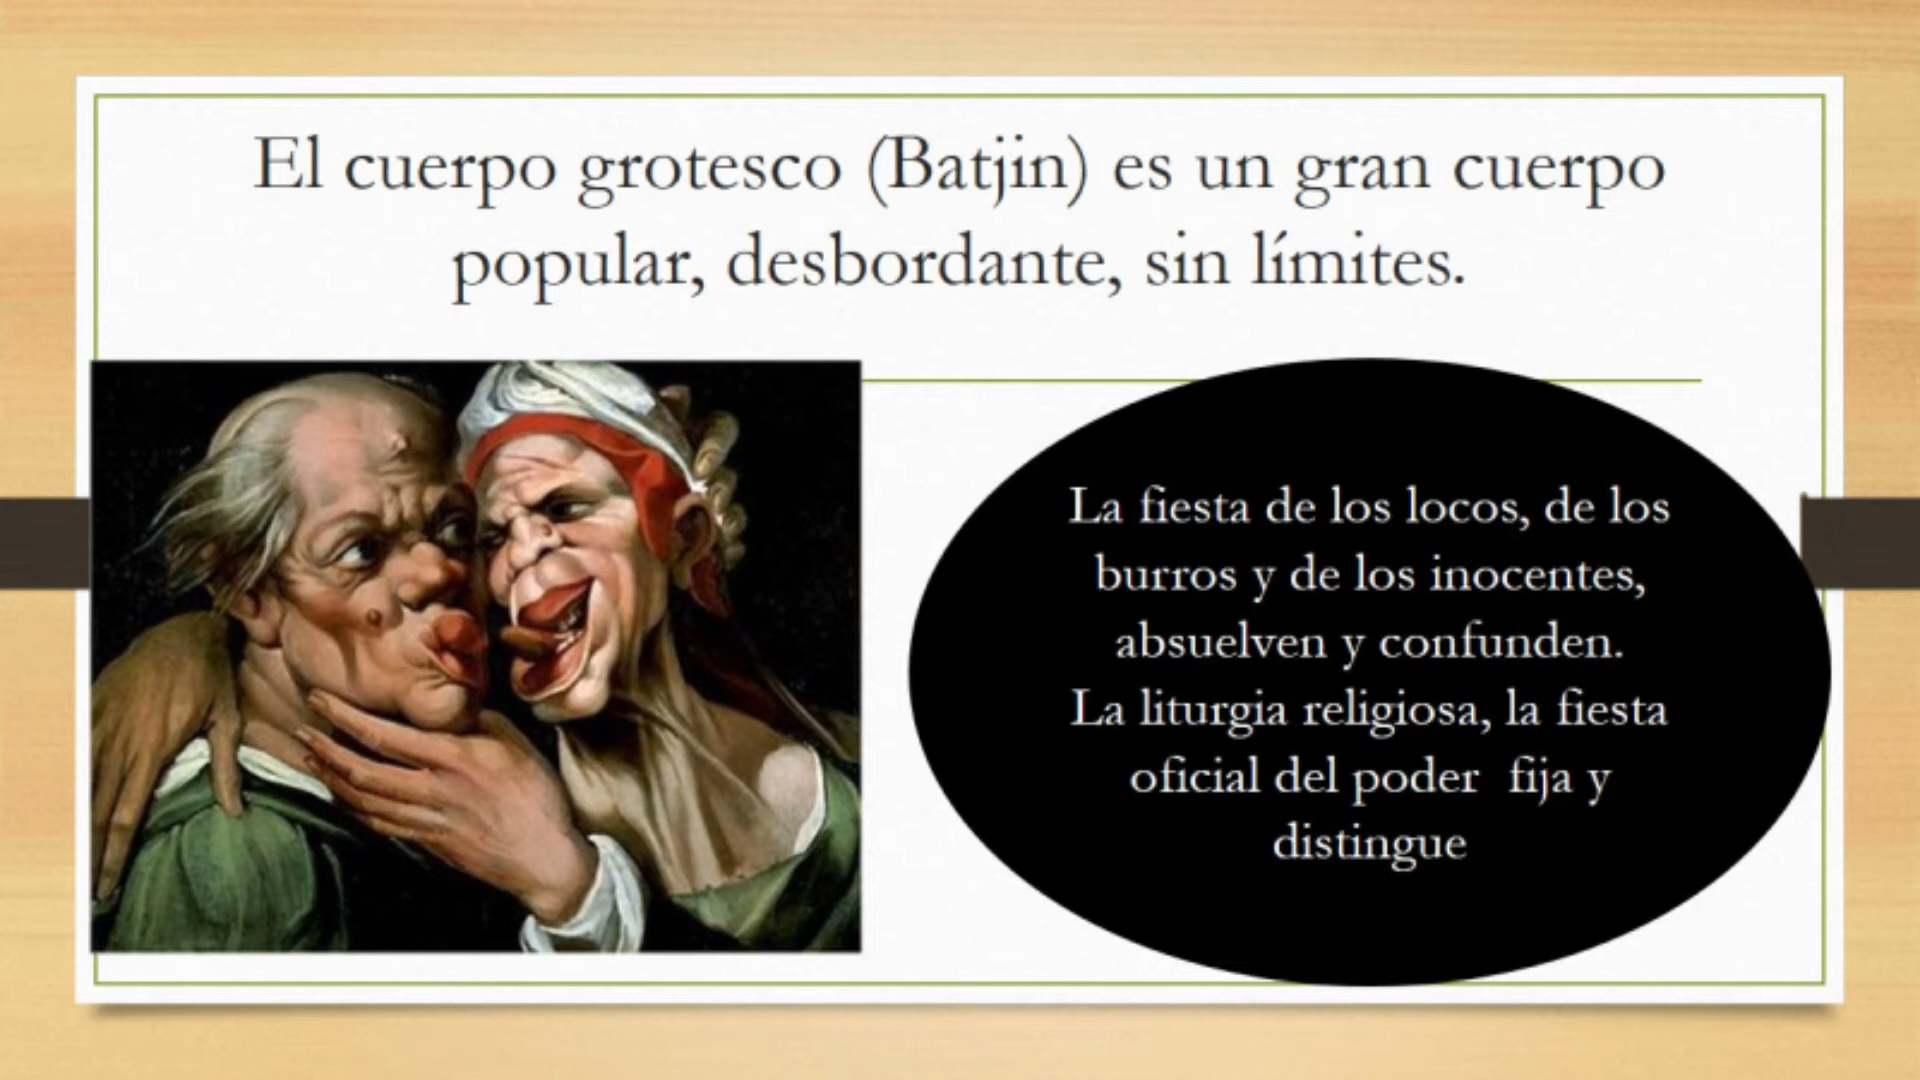 El cuerpo grotesco (Batjin) es un gran cuerpo
popular, desbordante, sin límites.
La fiesta de los locos, de los
burros y de los inocentes,
absuelven y confunden.
La liturgia religiosa, la fiesta
oficial del poder  fija y
distingue